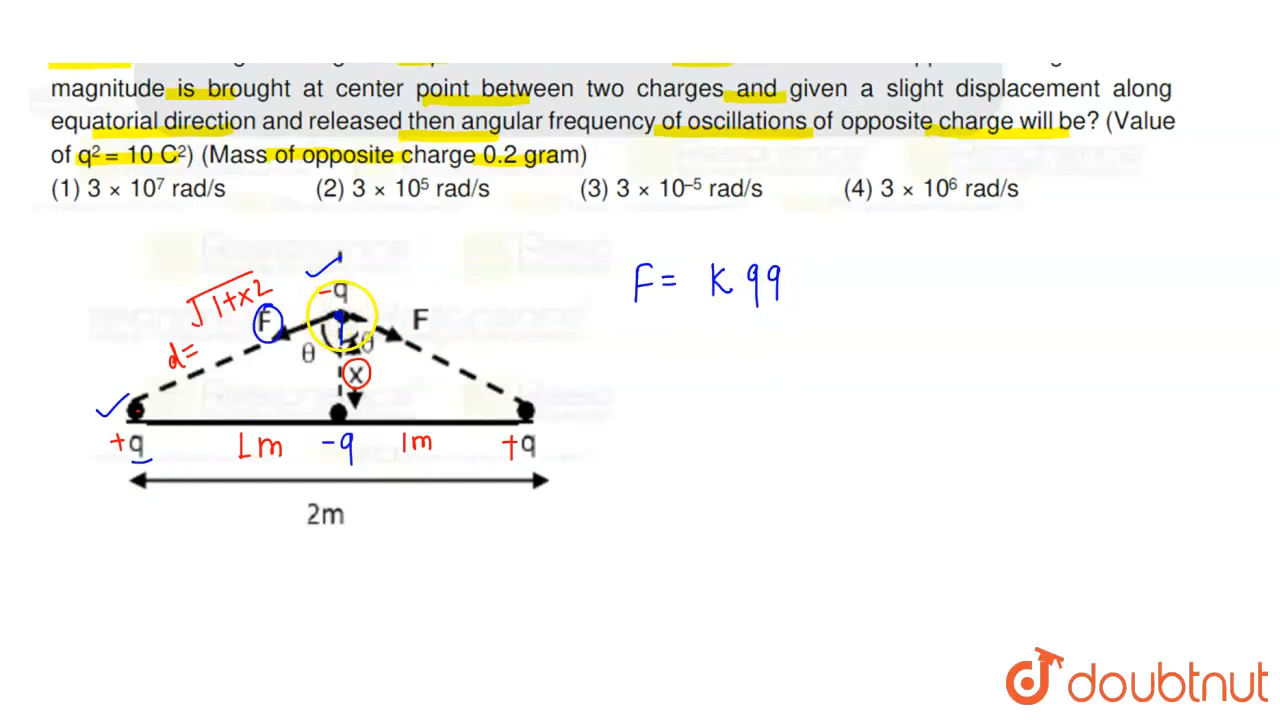 magnitude is brought at center point between two charges and given a slight displacement along
equatorial direction and released then angular frequency of oscillations of opposite charge will be? (Value
of q² = 10 C²) (Mass of opposite charge 0.2 gram)
(1) 3 × 10⁷ rad/s (2) 3 × 10⁵ rad/s (3) 3 × 10⁻⁵ rad/s (4) 3 × 10⁶ rad/s
-q
F = K q q
√1+x2
F F
d=
θ θ
x
+q 1m -q 1m +q
2m
doubtnut